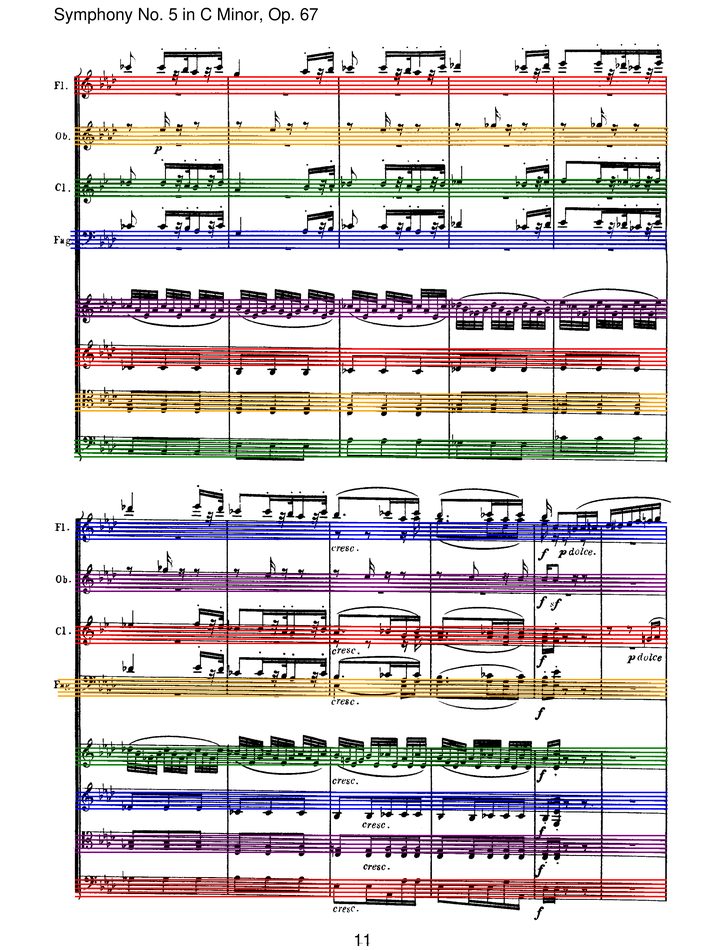 Symphony No. 5 in C Minor, Op. 67
Fl.
Ob.
p
Cl.
Fag.
Fl.
cresc.
f p dolce.
Ob.
f sf
Cl.
cresc.
f
p dolce
Fag.
cresc.
f
cresc.
f
cresc.
f
cresc.
f
cresc.
f
11